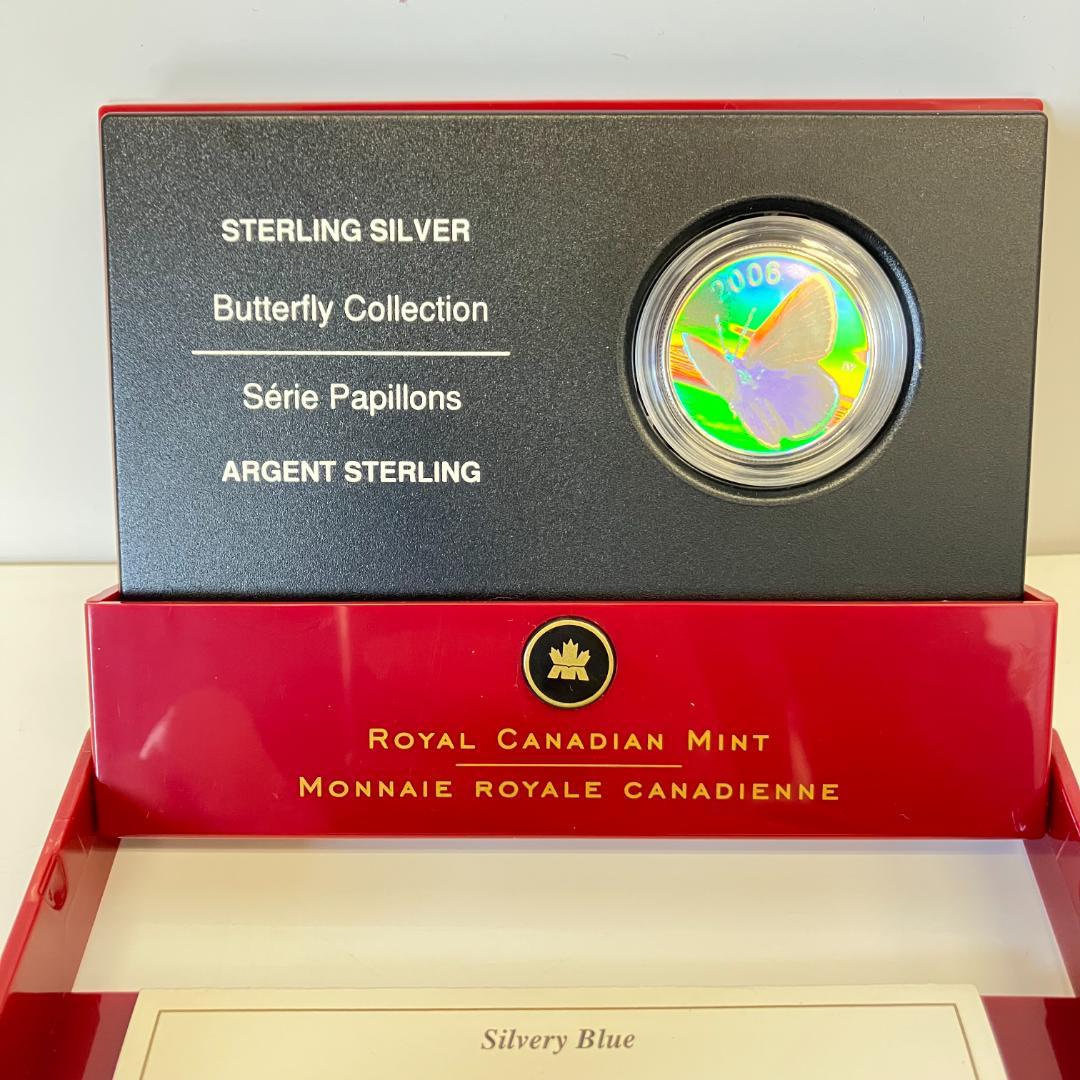 STERLING SILVER
Butterfly Collection
Série Papillons
ARGENT STERLING
2006
ROYAL CANADIAN MINT
MONNAIE ROYALE CANADIENNE
Silvery Blue